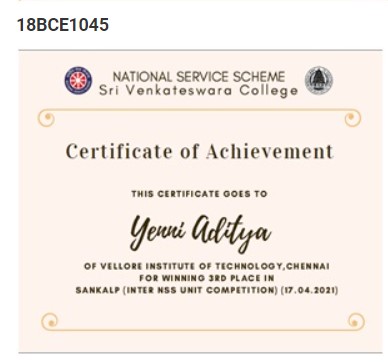 18BCE1045
NATIONAL SERVICE SCHEME
Sri Venkateswara College
Certificate of Achievement
THIS CERTIFICATE GOES TO
Yenni Aditya
OF VELLORE INSTITUTE OF TECHNOLOGY,CHENNAI
FOR WINNING 3RD PLACE IN
SANKALP (INTER NSS UNIT COMPETITION) (17.04.2021)